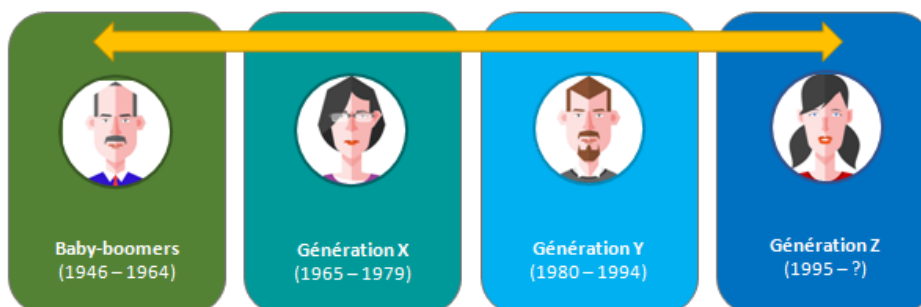 Baby-boomers
(1946 – 1964)
Génération X
(1965 – 1979)
Génération Y
(1980 – 1994)
Génération Z
(1995 – ?)